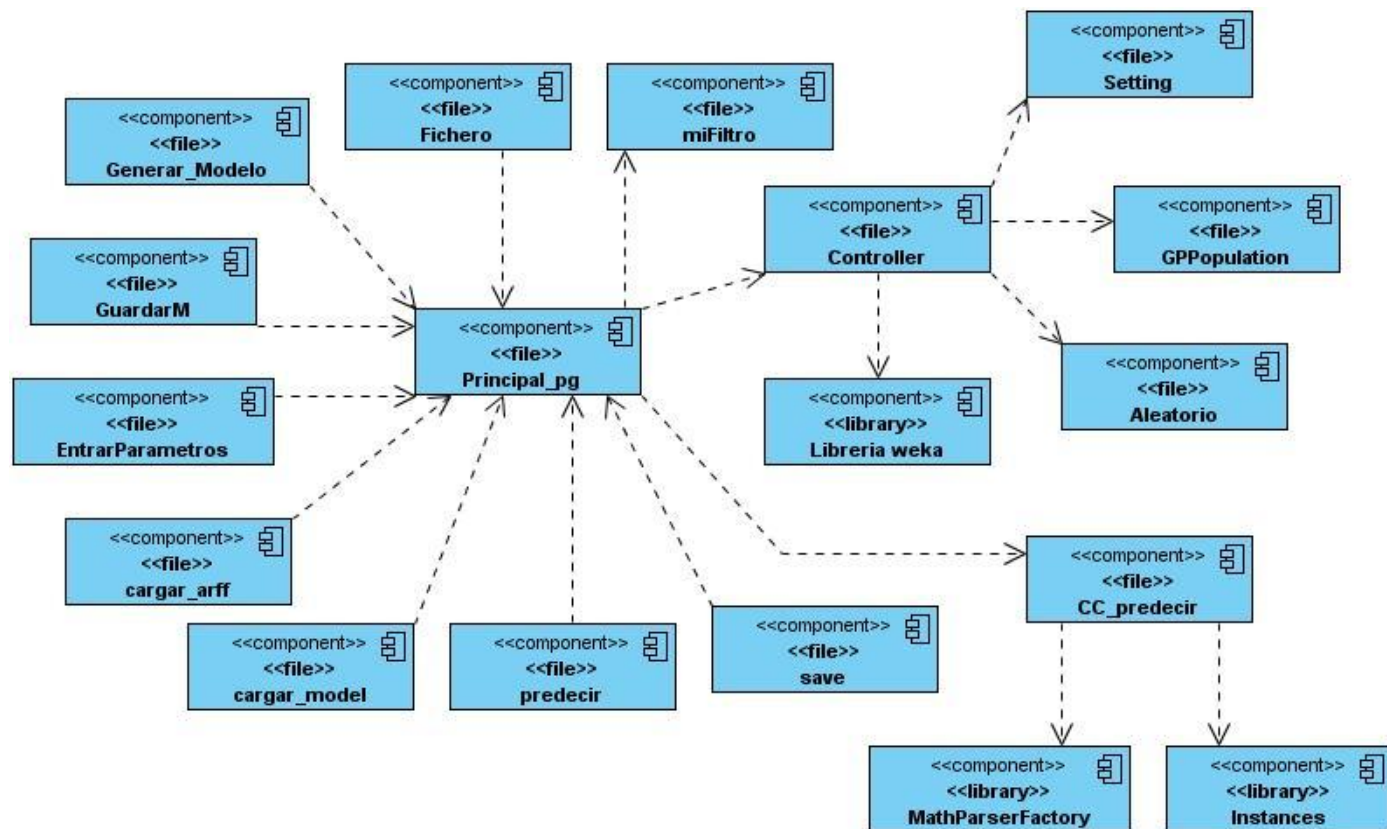 <<component>>
<<file>>
Setting
<<component>>
<<file>>
Fichero
<<component>>
<<file>>
miFiltro
<<component>>
<<file>>
Generar_Modelo
<<component>>
<<file>>
Controller
<<component>>
<<file>>
GPPopulation
<<component>>
<<file>>
GuardarM
<<component>>
<<file>>
Principal_pg
<<component>>
<<file>>
Aleatorio
<<component>>
<<file>>
EntrarParametros
<<component>>
<<library>>
Libreria weka
<<component>>
<<file>>
cargar_arff
<<component>>
<<file>>
CC_predecir
<<component>>
<<file>>
save
<<component>>
<<file>>
cargar_model
<<component>>
<<file>>
predecir
<<component>>
<<library>>
MathParserFactory
<<component>>
<<library>>
Instances